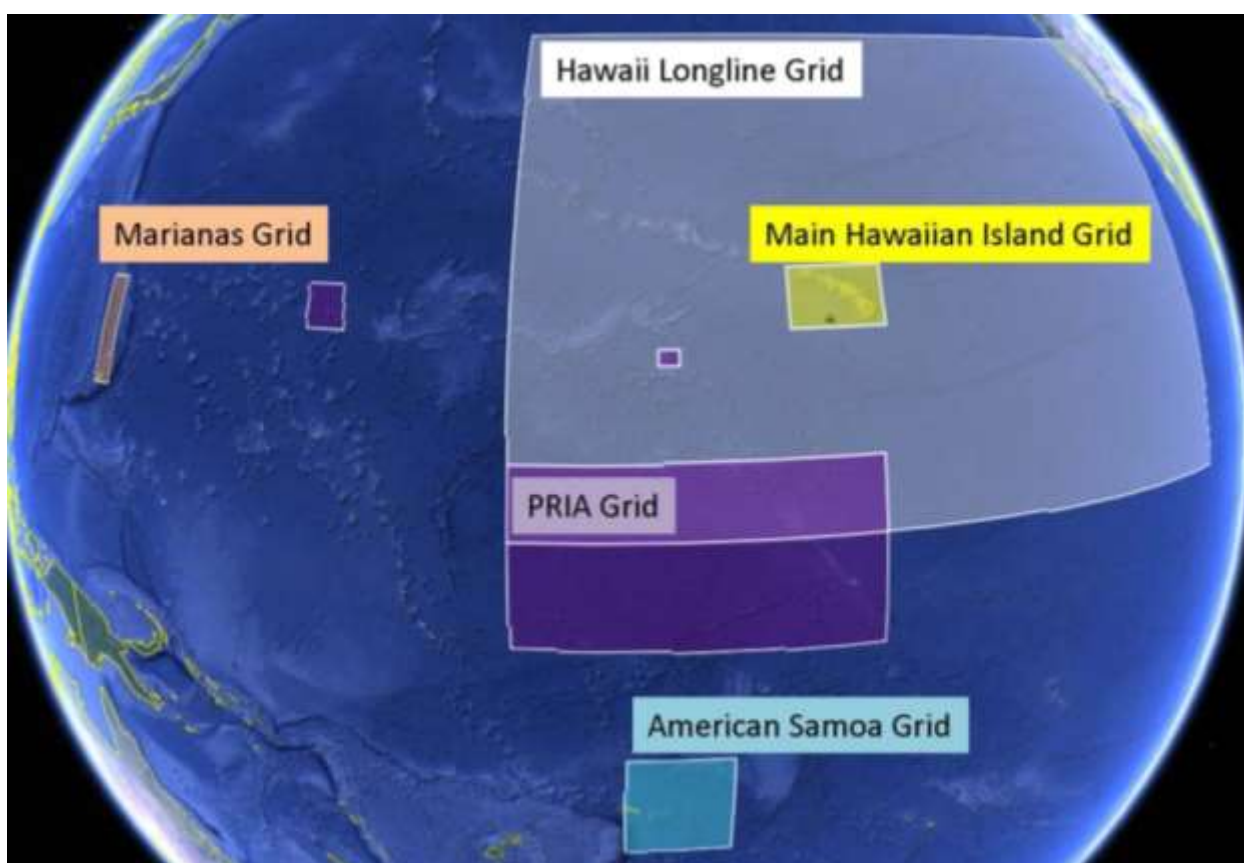 Hawaii Longline Grid
Marianas Grid
Main Hawaiian Island Grid
PRIA Grid
American Samoa Grid